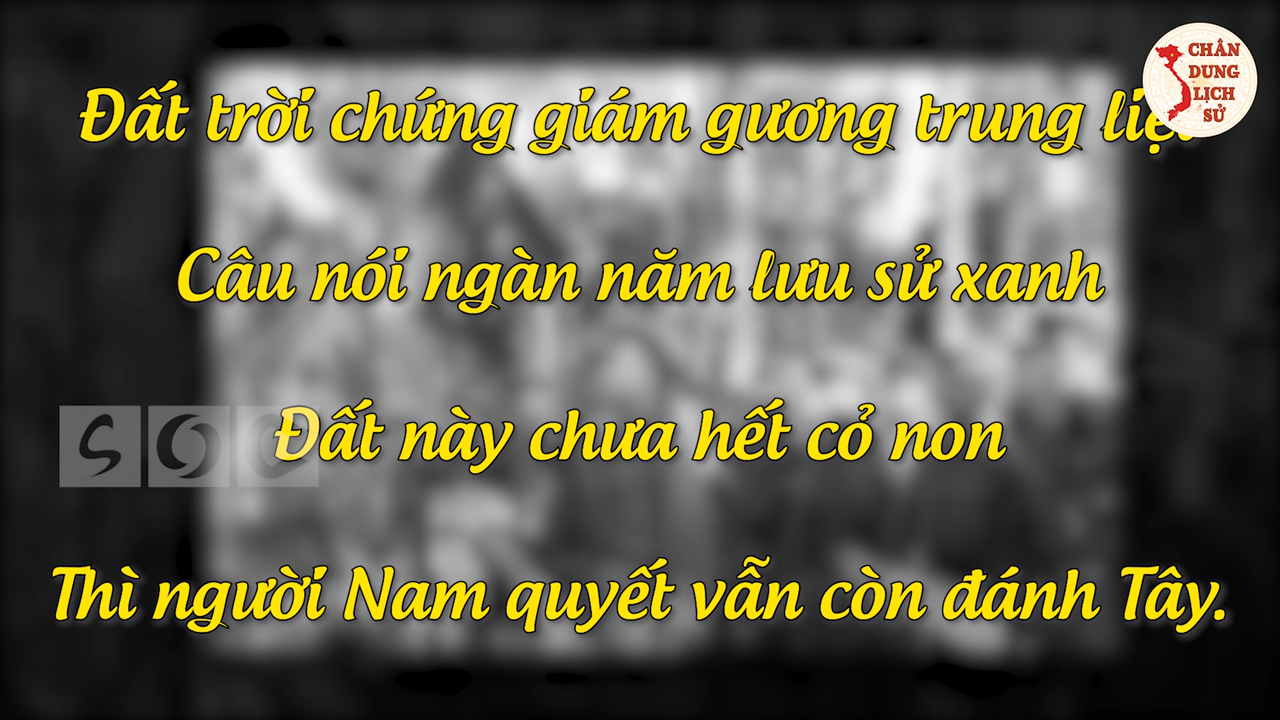 Đất trời chứng giám gương trung
CHÂN
DUNG
LỊCH
SỬ
Câu nói ngàn năm lưu sử xanh
Đất này chưa hết cỏ non
Thì người Nam quyết vẫn còn đánh Tây.